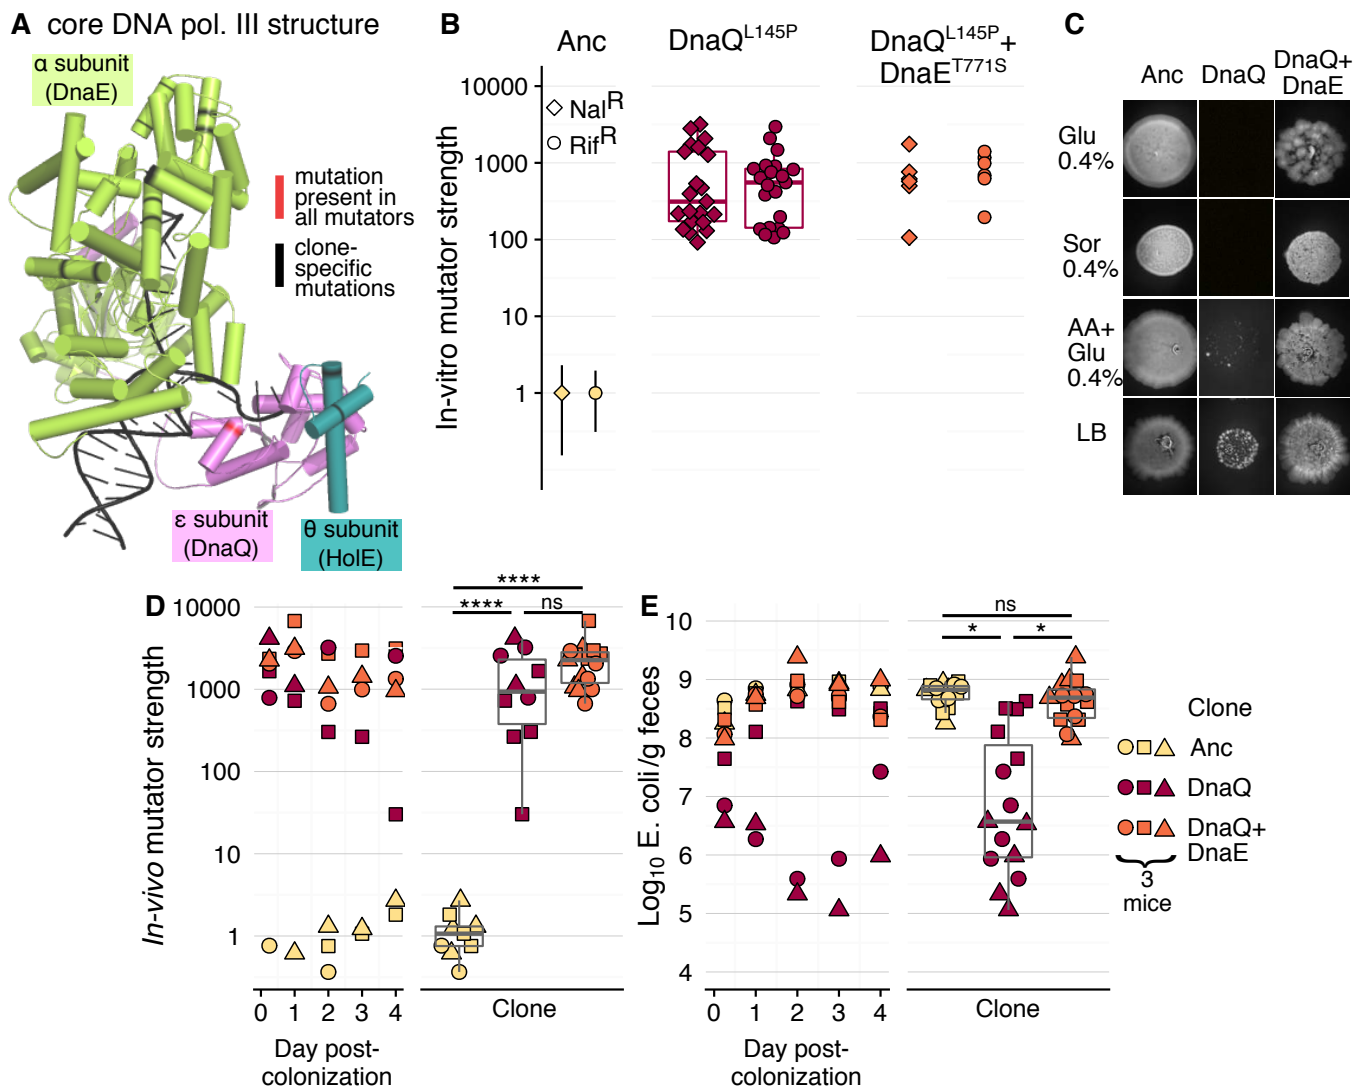 A core DNA pol. III structure
α subunit
(DnaE)
mutation
present in
all mutators
clone-
specific
mutations
ε subunit
(DnaQ)
θ subunit
(HolE)
B
Anc
DnaQL145P
DnaQL145P+
DnaET771S
In-vitro mutator strength
10000
1000
100
10
1
NalR
RifR
C
Anc
DnaQ
DnaQ+
DnaE
Glu
0.4%
Sor
0.4%
AA+
Glu
0.4%
LB
D
In-vivo mutator strength
10000
1000
100
10
1
****
****
ns
0 1 2 3 4
Day post-
colonization
Clone
E
Log10 E. coli/g feces
10
9
8
7
6
5
4
ns
* *
0 1 2 3 4
Day post-
colonization
Clone
Clone
Anc
DnaQ
DnaQ+
DnaE
3
mice